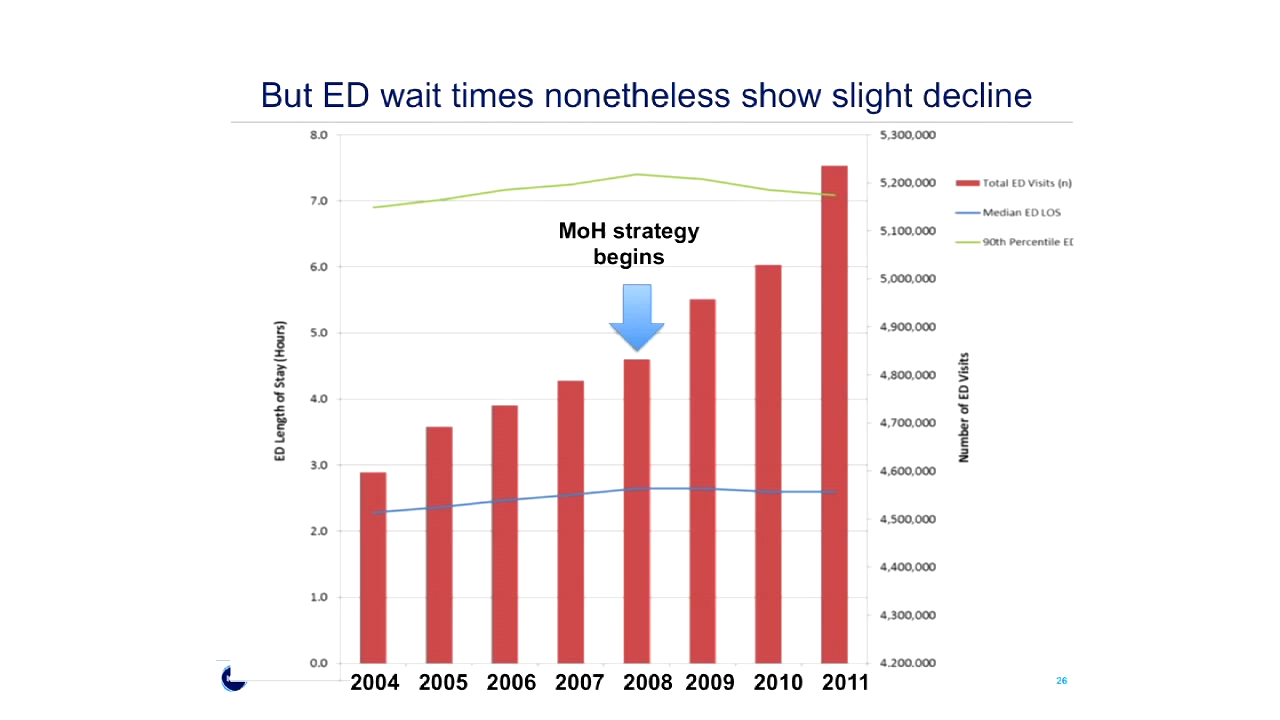 But ED wait times nonetheless show slight decline
8.0
7.0
6.0
5.0
4.0
3.0
2.0
1.0
0.0
ED Length of Stay (Hours)
MoH strategy
begins
5,300,000
5,200,000
5,100,000
5,000,000
4,900,000
4,800,000
4,700,000
4,600,000
4,500,000
4,400,000
4,300,000
4,200,000
Number of ED Visits
Total ED Visits (n)
Median ED LOS
90th Percentile ED
2004 2005 2006 2007 2008 2009 2010 2011
26